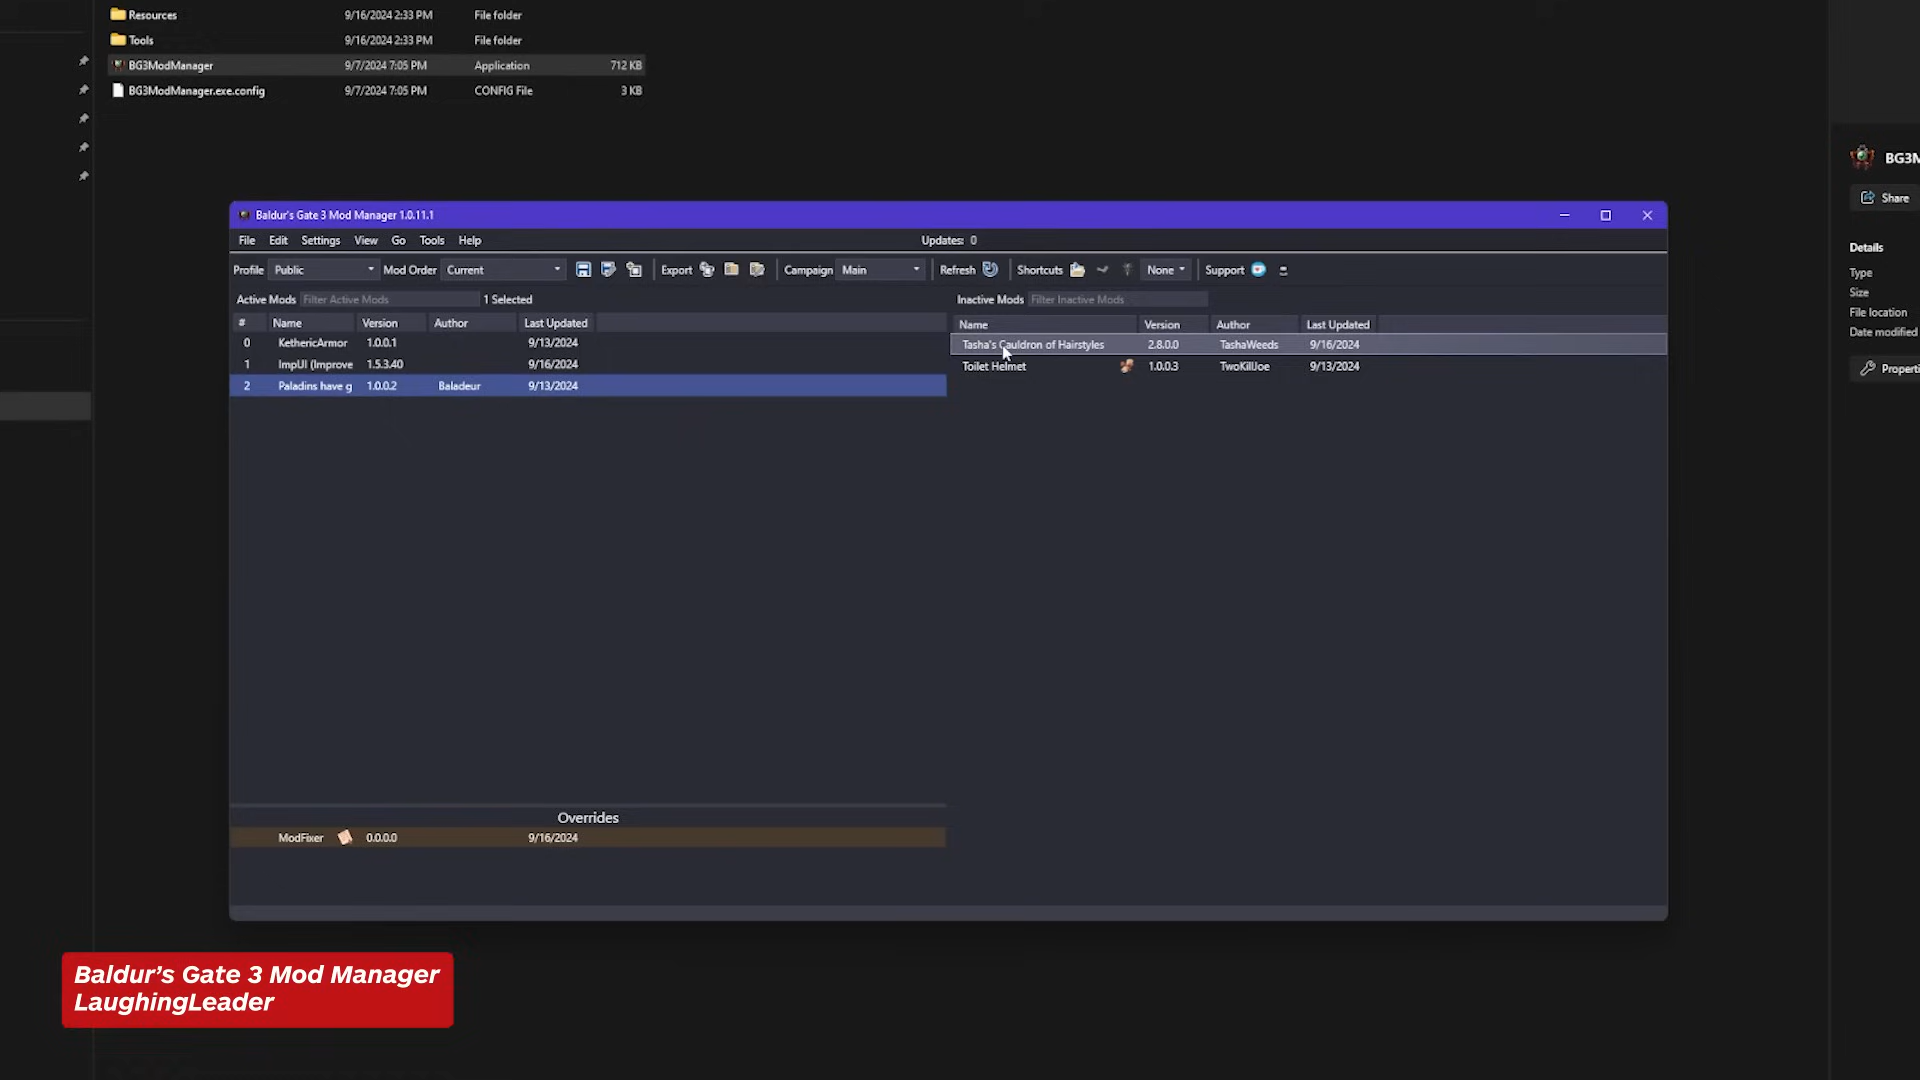 Resources 9/16/2024 2:33 PM File folder
Tools 9/16/2024 2:33 PM File folder
BG3ModManager 9/7/2024 7:05 PM Application 712 KB
BG3ModManager.exe.config 9/7/2024 7:05 PM CONFIG File 3 KB
BG3M
Share
Details
Type
Size
File location
Date modified
Properti
Baldur's Gate 3 Mod Manager 1.0.11.1
File Edit Settings View Go Tools Help Updates: 0
Profile Public Mod Order Current Export Campaign Main Refresh Shortcuts None Support
Active Mods Filter Active Mods 1 Selected
# Name Version Author Last Updated
0 KethericArmor 1.0.0.1 9/13/2024
1 ImpUI (Improve 1.5.3.40 9/16/2024
2 Paladins have g 1.0.0.2 Baladeur 9/13/2024
Inactive Mods Filter Inactive Mods
Name Version Author Last Updated
Tasha's Cauldron of Hairstyles 2.8.0.0 TashaWeeds 9/16/2024
Toilet Helmet 1.0.0.3 TwoKillJoe 9/13/2024
Overrides
ModFixer 0.0.0.0 9/16/2024
Baldur's Gate 3 Mod Manager
LaughingLeader